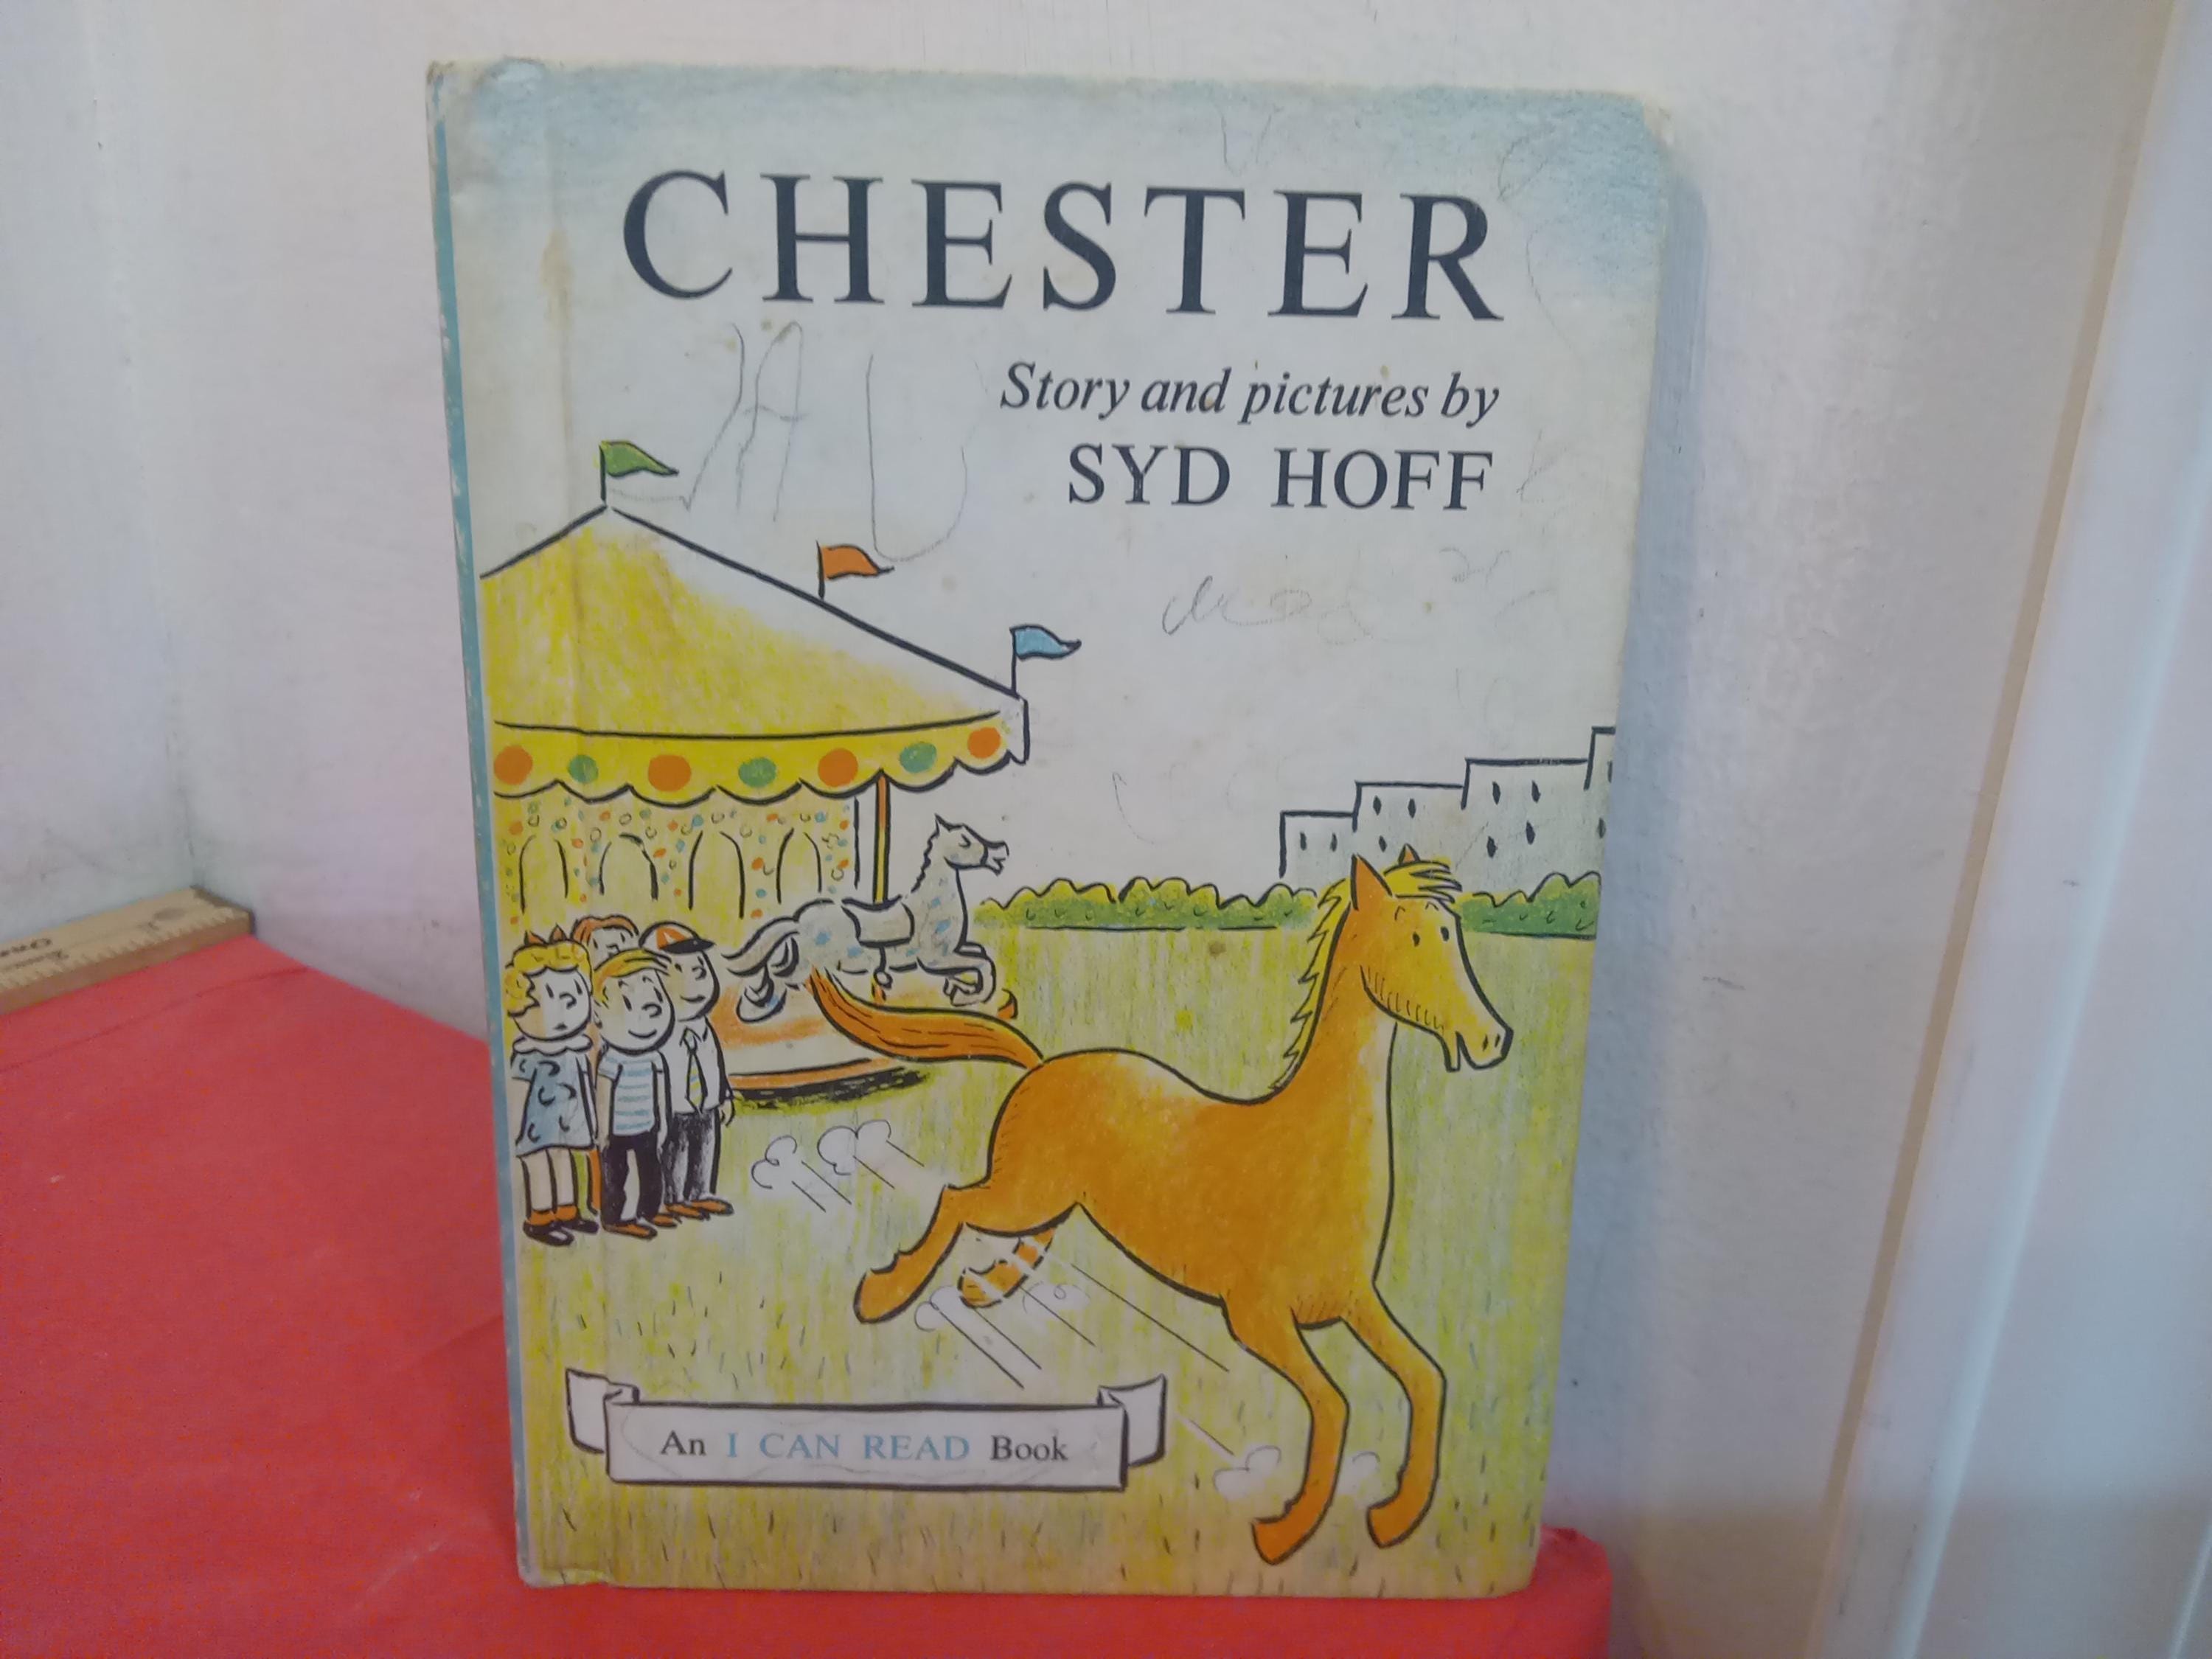 CHESTER
Story and pictures by
SYD HOFF
An I CAN READ Book